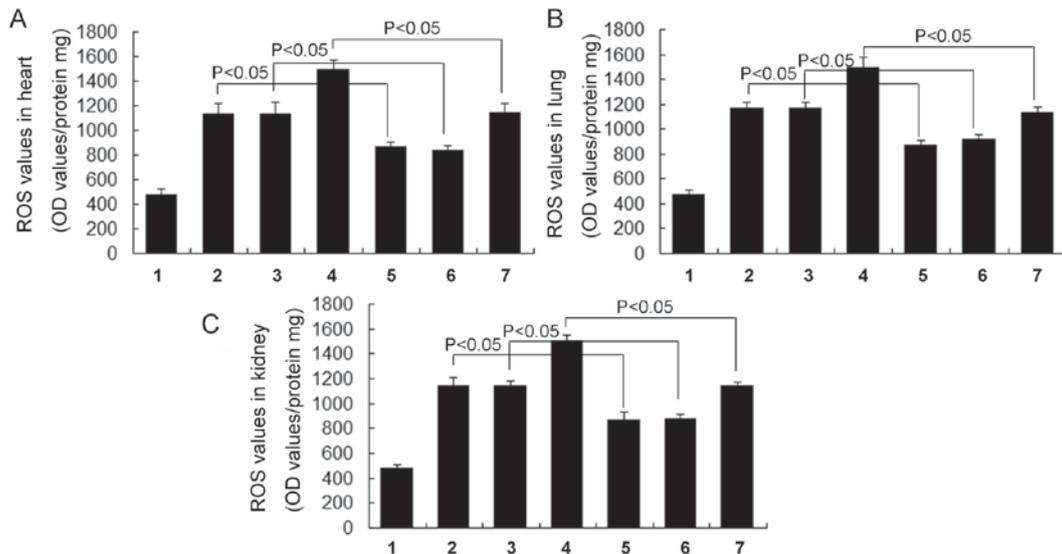 A
ROS values in heart
(OD values/protein mg)
1800
1600
1400
1200
1000
800
600
400
200
0
P<0.05
P<0.05
P<0.05
1 2 3 4 5 6 7
B
ROS values in lung
(OD values/protein mg)
1800
1600
1400
1200
1000
800
600
400
200
0
P<0.05
P<0.05
P<0.05
1 2 3 4 5 6 7
C
ROS values in kidney
(OD values/protein mg)
1800
1600
1400
1200
1000
800
600
400
200
0
P<0.05
P<0.05
P<0.05
1 2 3 4 5 6 7